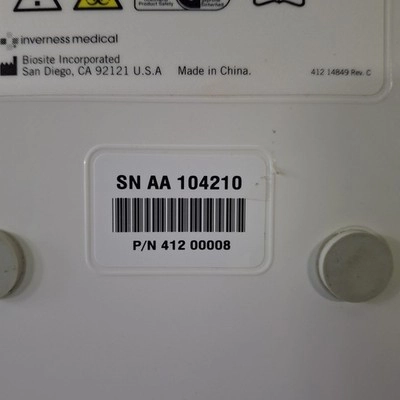 inverness medical
Biosite Incorporated
San Diego, CA 92121 U.S.A
Made in China.
412 14849 Rev. C
SN AA 104210
P/N 412 00008